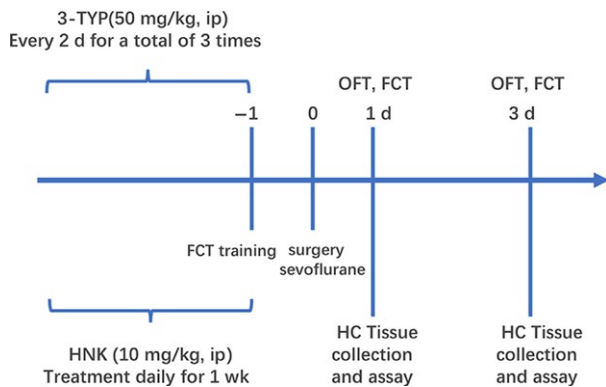 3-TYP(50 mg/kg, ip)
Every 2 d for a total of 3 times
OFT, FCT
OFT, FCT
−1
0
1 d
3 d
FCT training
surgery
sevoflurane
HNK (10 mg/kg, ip)
Treatment daily for 1 wk
HC Tissue
collection
and assay
HC Tissue
collection
and assay